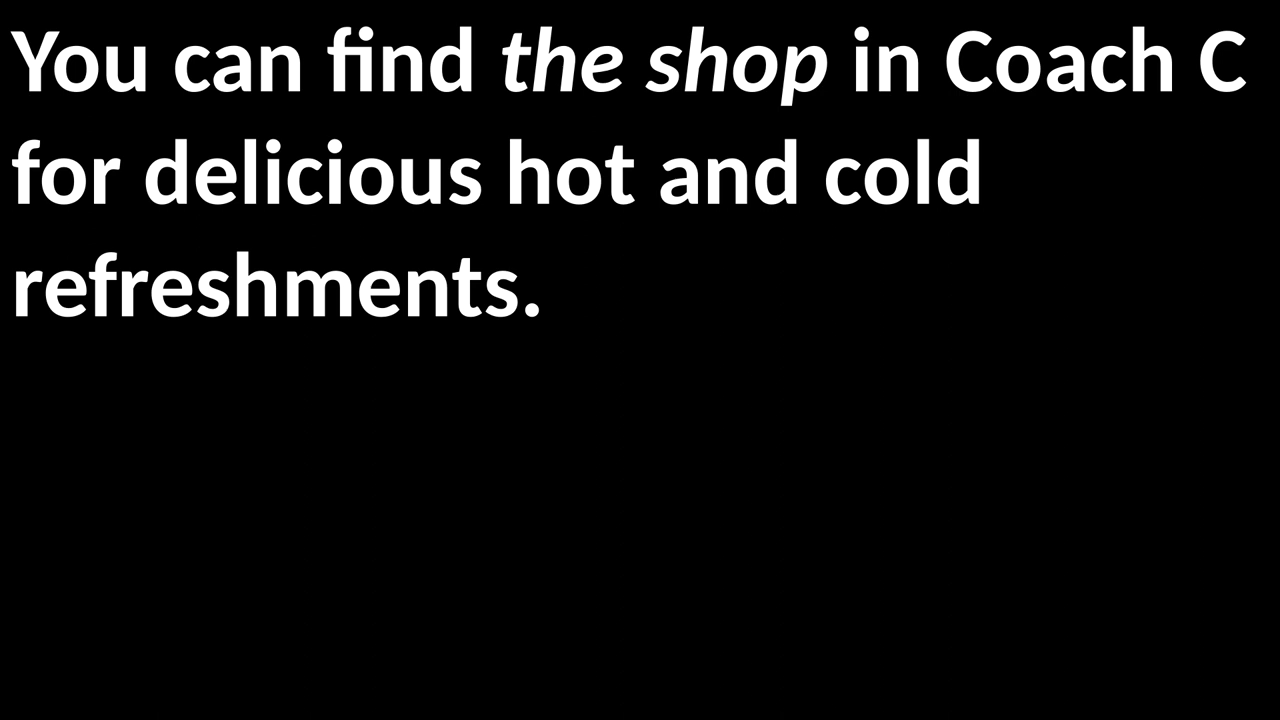 You can find the shop in Coach C
for delicious hot and cold
refreshments.